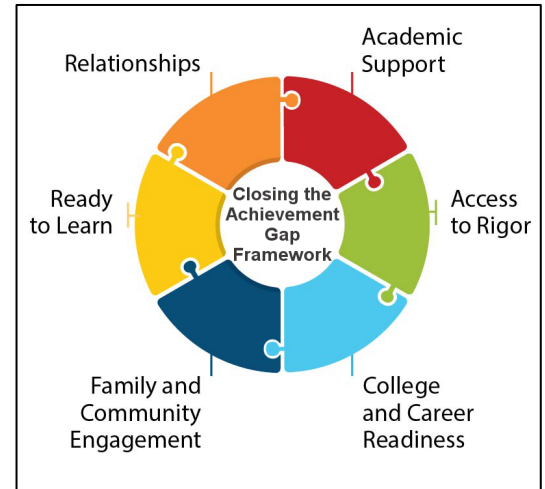 Relationships
Academic
Support
Ready
to Learn
Closing the
Achievement
Gap
Framework
Access
to Rigor
Family and
Community
Engagement
College
and Career
Readiness